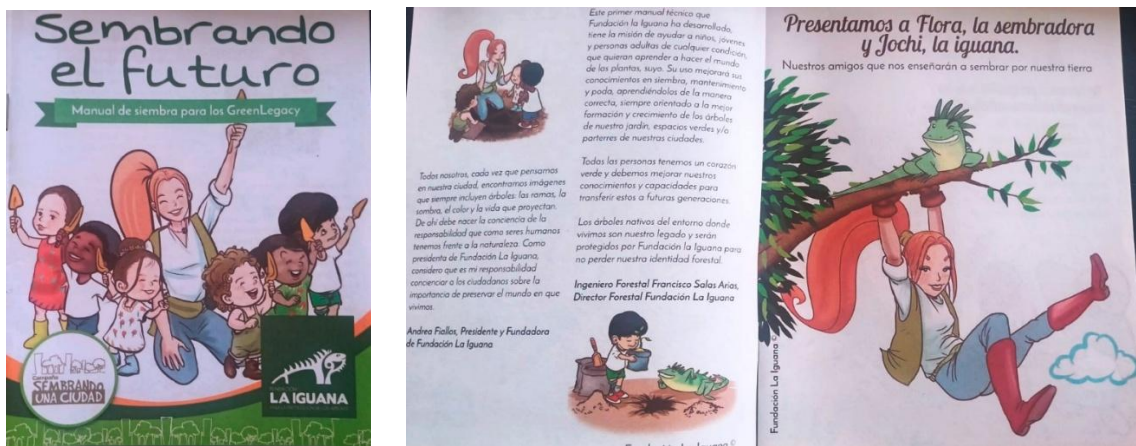 Sembrando
el futuro
Manual de siembra para los GreenLegacy
SEMBRANDO
UNA CIUDAD
LA IGUANA
Todos nosotros, cada vez que pensamos
en nuestra ciudad, encontramos imágenes
que siempre incluyen árboles: las ramas, la
sombra, el color y la vida que proyectan.
De ahí debe nacer la conciencia de la
responsabilidad que como seres humanos
tenemos frente a la naturaleza. Como
presidenta de Fundación La Iguana,
considero que es mi responsabilidad
concienciar a los ciudadanos sobre la
importancia de preservar el mundo en que
vivimos.
Andrea Fiallos, Presidente y Fundadora
de Fundación La Iguana
Este primer manual técnico que
Fundación la Iguana ha desarrollado,
tiene la misión de ayudar a niños, jóvenes
y personas adultas de cualquier condición,
que quieran aprender a hacer el mundo
de las plantas, suyo. Su uso mejorará sus
conocimientos en siembra, mantenimiento
y poda, aprendiéndolos de la manera
correcta, siempre orientado a la mejor
formación y crecimiento de los árboles
de nuestro jardín, espacios verdes y/o
parterres de nuestras ciudades.
Todas las personas tenemos un corazón
verde y debemos mejorar nuestros
conocimientos y capacidades para
transferir estos a futuras generaciones.
Los árboles nativos del entorno donde
vivimos son nuestro legado y serán
protegidos por Fundación la Iguana para
no perder nuestra identidad forestal.
Ingeniero Forestal Francisco Salas Arias,
Director Forestal Fundación La Iguana
Presentamos a Flora, la sembradora
y Jochi, la iguana.
Nuestros amigos que nos enseñarán a sembrar por nuestra tierra
Fundación La Iguana ©